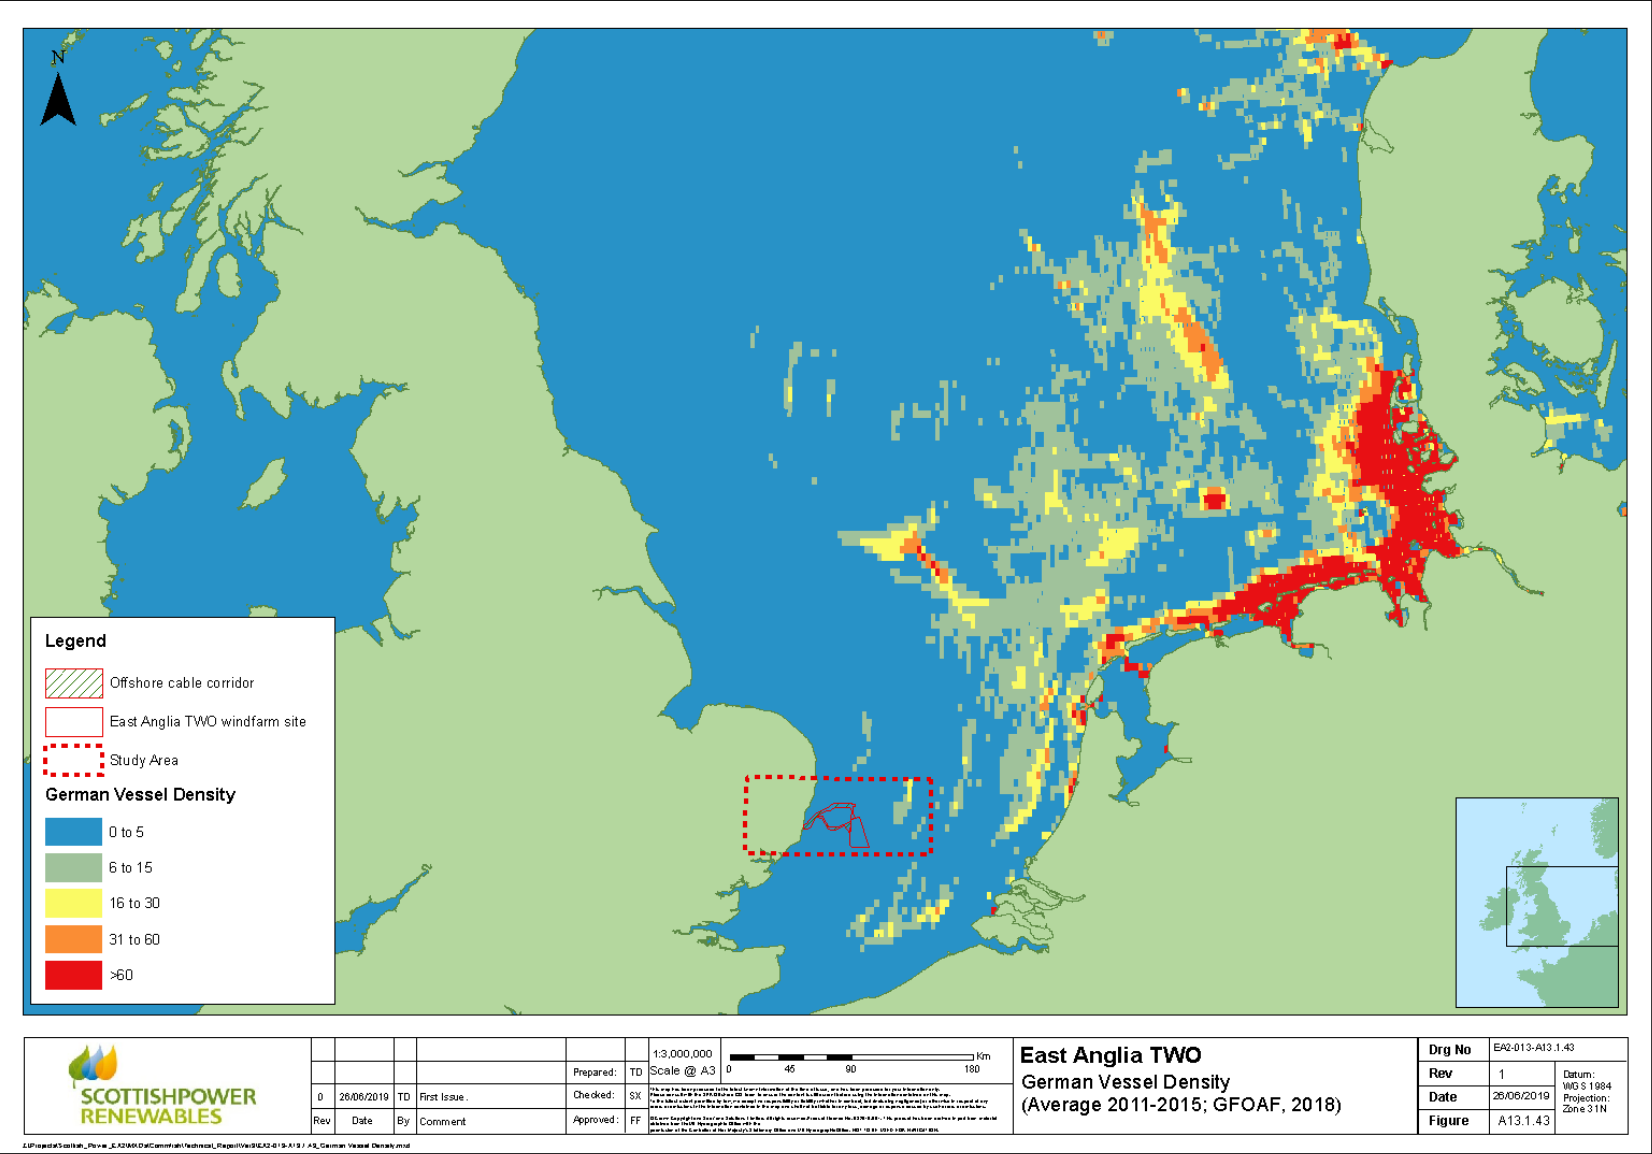 N
Legend
Offshore cable corridor
East Anglia TWO windfarm site
Study Area
German Vessel Density
0 to 5
6 to 15
16 to 30
31 to 60
>60
SCOTTISHPOWER
RENEWABLES
0 26/06/2019 TD First Issue.
Rev Date By Comment
Prepared: TD
Checked: SX
Approved: FF
1:3,000,000
Scale @ A3
0 45 90 180 Km
East Anglia TWO
German Vessel Density
(Average 2011-2015; GFOAF, 2018)
Drg No EA2-013-A13.1.43
Rev 1
Date 26/06/2019
Figure A13.1.43
Datum:
WGS 1984
Projection:
Zone 31N